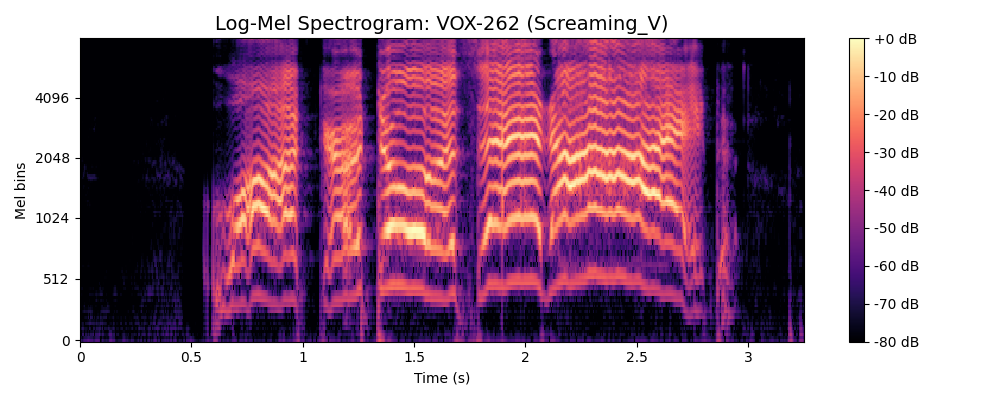 Log-Mel Spectrogram: VOX-262 (Screaming_V)
Mel bins
4096
2048
1024
512
0
0
0.5
1
1.5
2
2.5
3
Time (s)
+0 dB
-10 dB
-20 dB
-30 dB
-40 dB
-50 dB
-60 dB
-70 dB
-80 dB